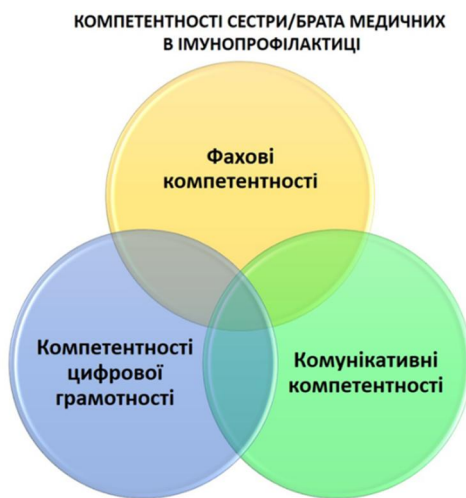 КОМПЕТЕНТНОСТІ СЕСТРИ/БРАТА МЕДИЧНИХ
В ІМУНОПРОФІЛАКТИЦІ
Фахові
компетентності
Компетентності
цифрової
грамотності
Комунікативні
компетентності